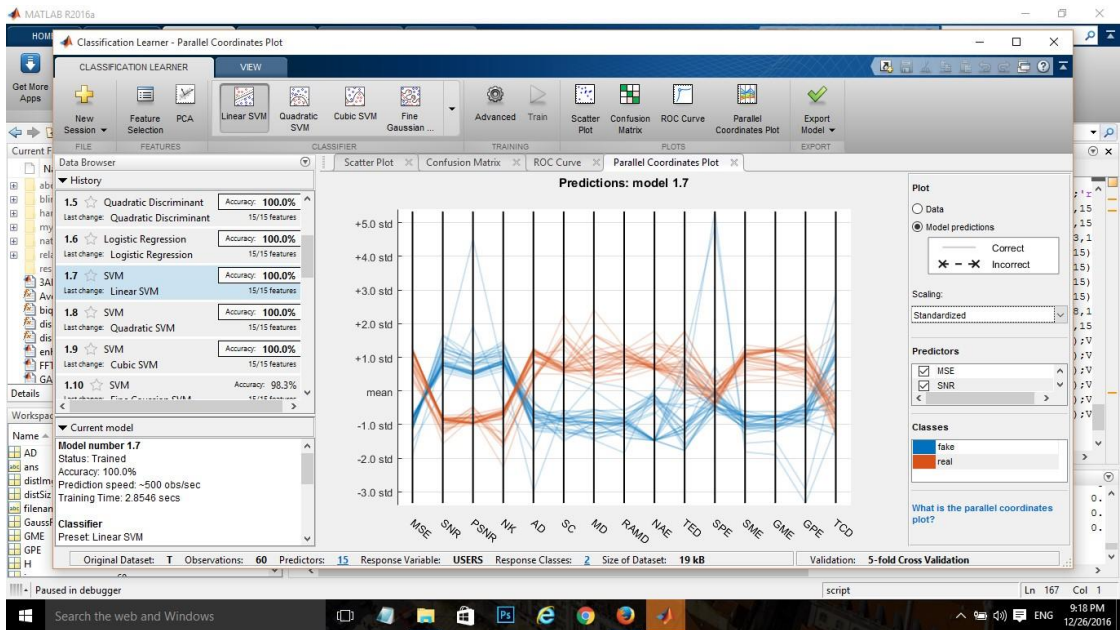 MATLAB R2016a
HOM
Classification Learner - Parallel Coordinates Plot
CLASSIFICATION LEARNER VIEW
Get More Apps
New Session
Feature Selection
PCA
Linear SVM
Quadratic SVM
Cubic SVM
Fine Gaussian ...
Advanced
Train
Scatter Plot
Confusion Matrix
ROC Curve
Parallel Coordinates Plot
Export Model
FILE FEATURES CLASSIFIER TRAINING PLOTS EXPORT
Current F
Data Browser
Scatter Plot Confusion Matrix ROC Curve Parallel Coordinates Plot
History
1.5 Quadratic Discriminant Accuracy: 100.0%
Last change: Quadratic Discriminant 15/15 features
1.6 Logistic Regression Accuracy: 100.0%
Last change: Logistic Regression 15/15 features
1.7 SVM Accuracy: 100.0%
Last change: Linear SVM 15/15 features
1.8 SVM Accuracy: 100.0%
Last change: Quadratic SVM 15/15 features
1.9 SVM Accuracy: 100.0%
Last change: Cubic SVM 15/15 features
1.10 SVM Accuracy: 98.3%
Details
Workspac
Name
AD
ans
distIm
distSiz
filenan
GaussF
GME
GPE
H
Current model
Model number 1.7
Status: Trained
Accuracy: 100.0%
Prediction speed: ~500 obs/sec
Training Time: 2.8546 secs
Classifier
Preset: Linear SVM
Predictions: model 1.7
+5.0 std
+4.0 std
+3.0 std
+2.0 std
+1.0 std
mean
-1.0 std
-2.0 std
-3.0 std
MSE SNR PSNR NK AD SC MD RAMD NAE TED SPE SME GME GPE TCD
Plot
Data
Model predictions
Correct
Incorrect
Scaling:
Standardized
Predictors
MSE
SNR
Classes
fake
real
What is the parallel coordinates plot?
Original Dataset: T Observations: 60 Predictors: 15 Response Variable: USERS Response Classes: 2 Size of Dataset: 19 kB Validation: 5-fold Cross Validation
Paused in debugger script Ln 167 Col 1
Search the web and Windows
Ps
ENG
9:18 PM
12/26/2016